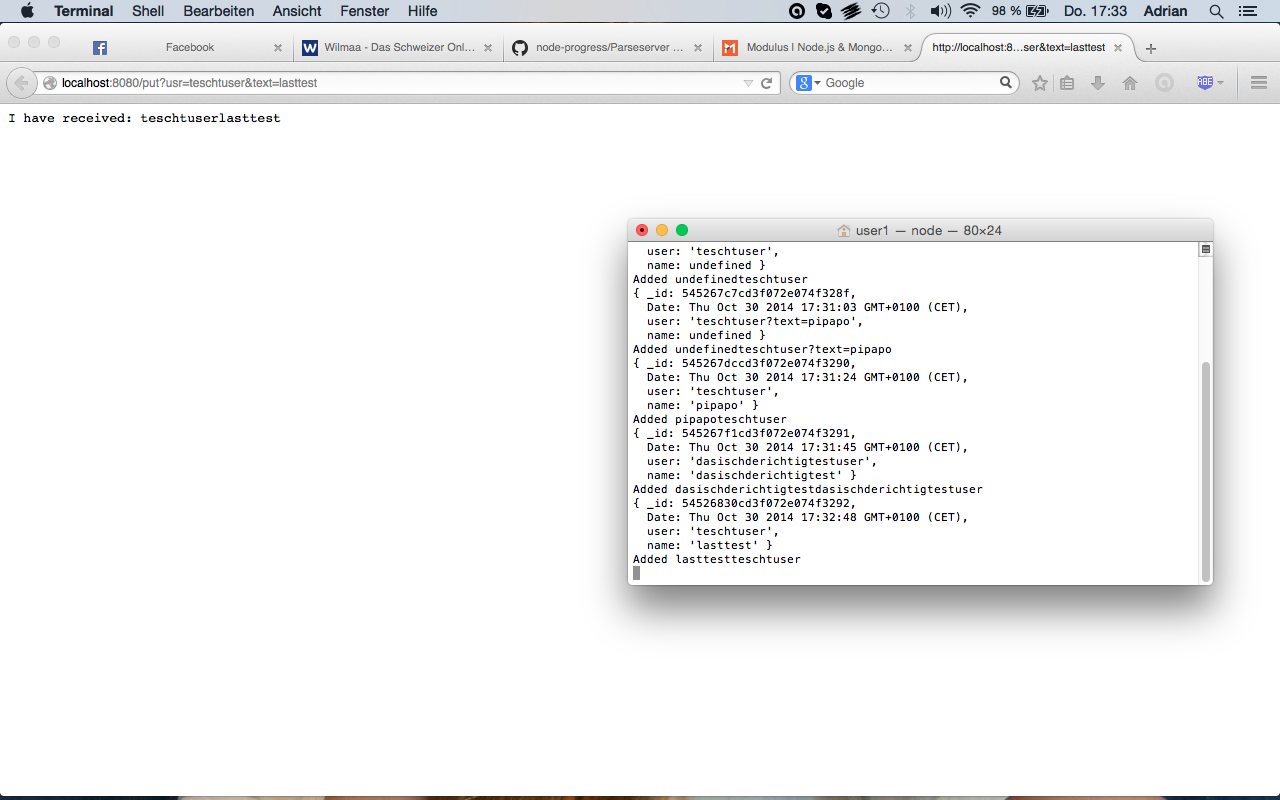 Terminal Shell Bearbeiten Ansicht Fenster Hilfe 98 % Do. 17:33 Adrian
Facebook
Wilmaa - Das Schweizer Onl...
node-progress/Parseserver ...
Modulus I Node.js & Mongo...
http://localhost:8...ser&text=lasttest
localhost:8080/put?usr=teschtuser&text=lasttest
Google
ABE
I have received: teschtuserlasttest
user1 — node — 80×24
user: 'teschtuser',
name: undefined }
Added undefinedteschtuser
{ _id: 545267c7cd3f072e074f328f,
Date: Thu Oct 30 2014 17:31:03 GMT+0100 (CET),
user: 'teschtuser?text=pipapo',
name: undefined }
Added undefinedteschtuser?text=pipapo
{ _id: 545267dccd3f072e074f3290,
Date: Thu Oct 30 2014 17:31:24 GMT+0100 (CET),
user: 'teschtuser',
name: 'pipapo' }
Added pipapoteschtuser
{ _id: 545267f1cd3f072e074f3291,
Date: Thu Oct 30 2014 17:31:45 GMT+0100 (CET),
user: 'dasischderichtigtestuser',
name: 'dasischderichtigtest' }
Added dasischderichtigtestdasischderichtigtestuser
{ _id: 54526830cd3f072e074f3292,
Date: Thu Oct 30 2014 17:32:48 GMT+0100 (CET),
user: 'teschtuser',
name: 'lasttest' }
Added lasttestteschtuser